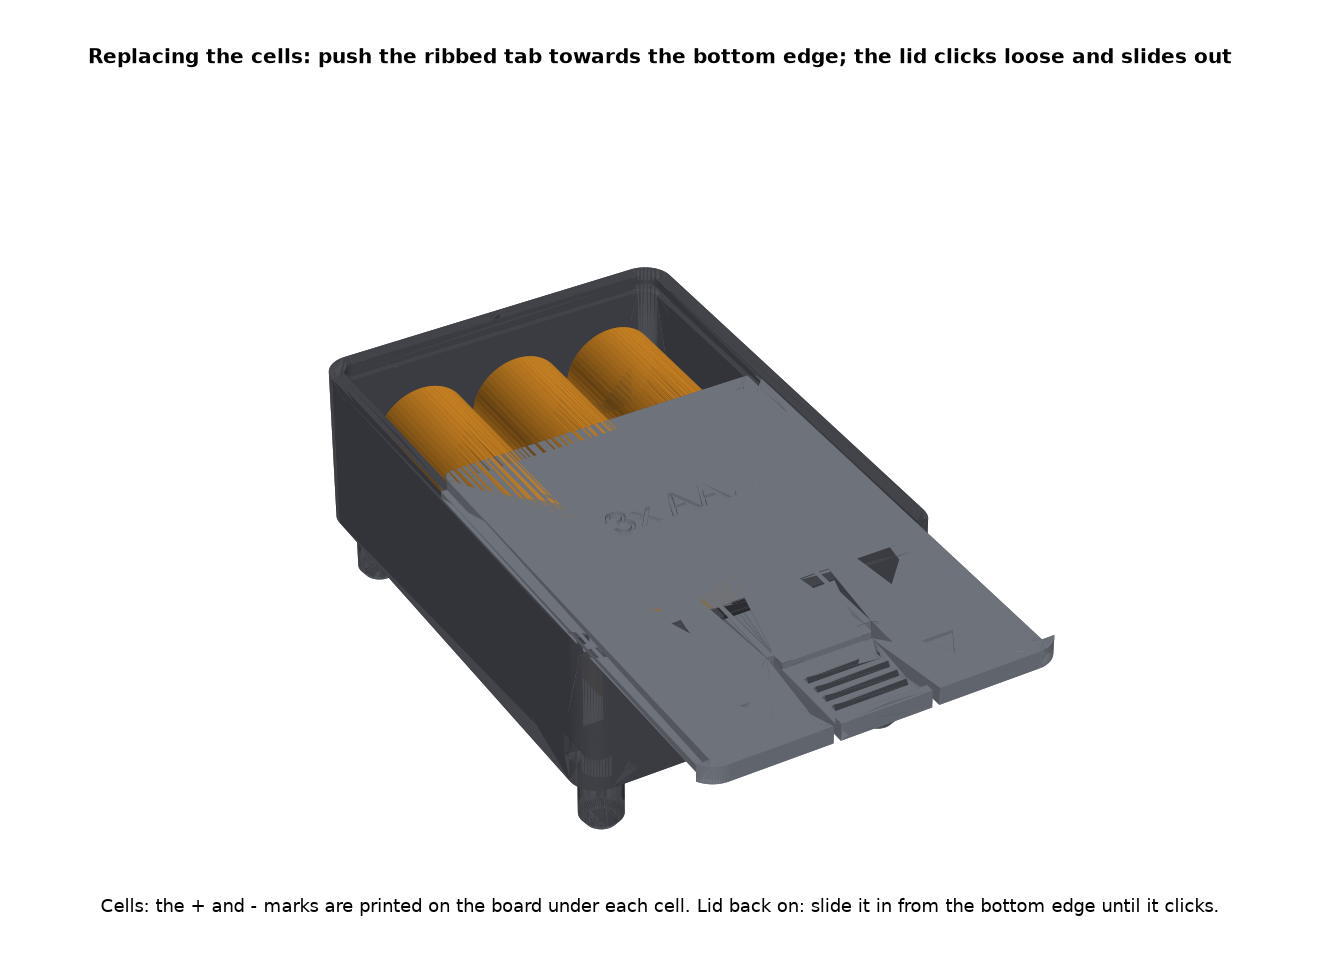 Replacing the cells: push the ribbed tab towards the bottom edge; the lid clicks loose and slides out
3x AA
Cells: the + and - marks are printed on the board under each cell. Lid back on: slide it in from the bottom edge until it clicks.